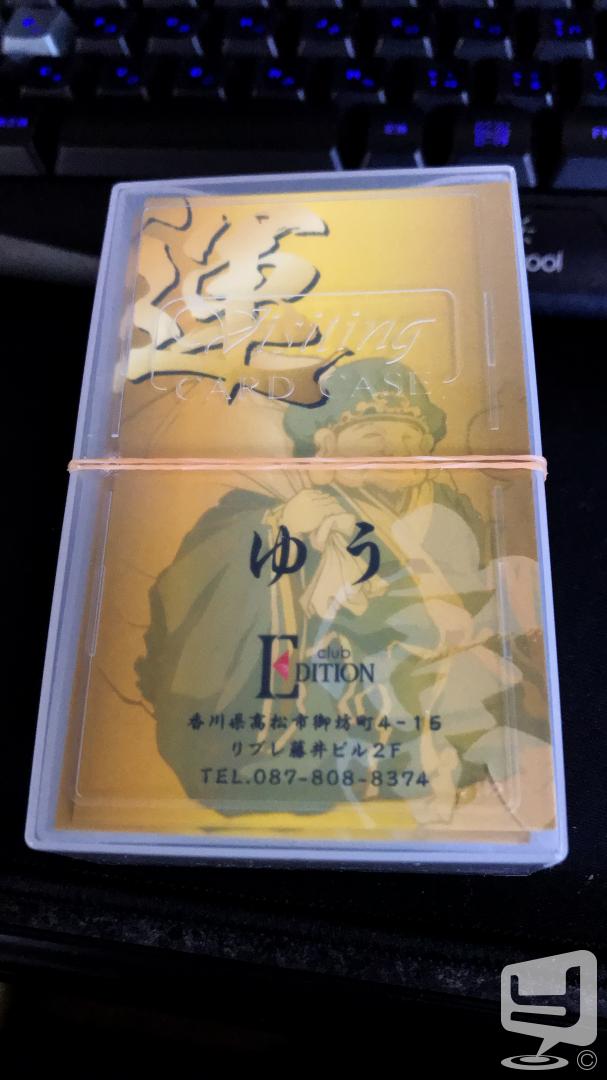 運
Visiting
CARD CASE
ool
ゆう
club
EDITION
香川県高松市御坊町4-15
リブレ藤井ビル2F
TEL.087-808-8374
©